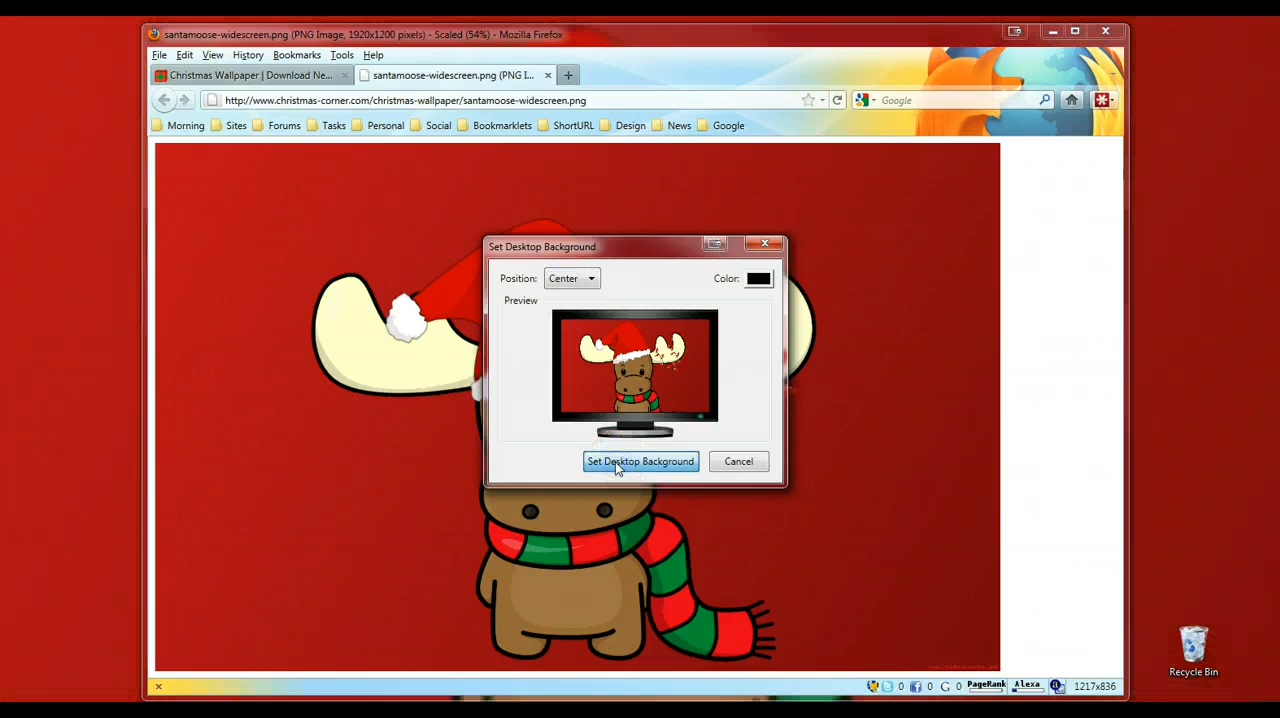 santamoose-widescreen.png (PNG Image, 1920x1200 pixels) - Scaled (54%) - Mozilla Firefox
File Edit View History Bookmarks Tools Help
Christmas Wallpaper | Download Ne... santamoose-widescreen.png (PNG I...
http://www.christmas-corner.com/christmas-wallpaper/santamoose-widescreen.png Google
Morning Sites Forums Tasks Personal Social Bookmarklets ShortURL Design News Google
Set Desktop Background
Position: Center Color:
Preview
Set Desktop Background Cancel
Recycle Bin
0 0 0 PageRank Alexa 1217x836